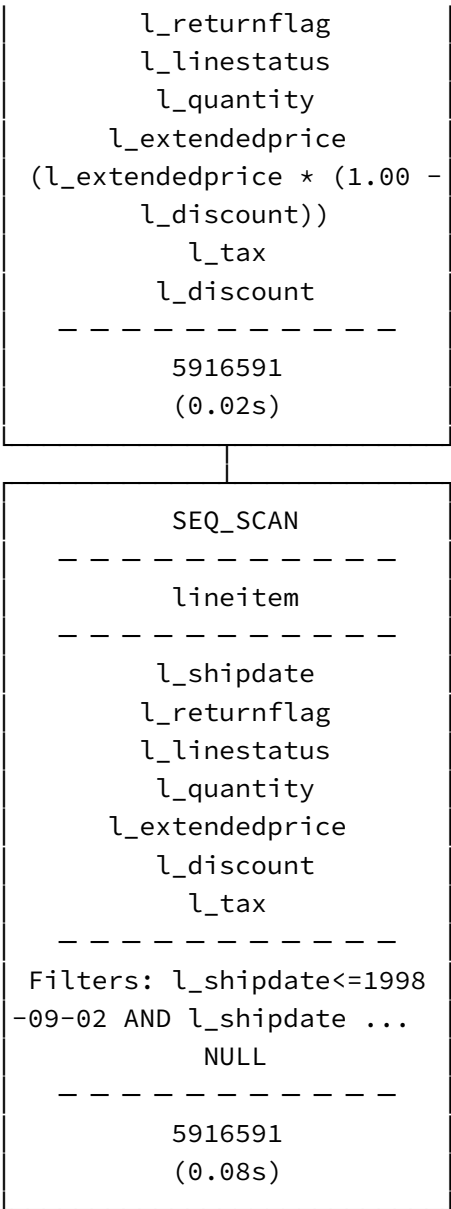 l_returnflag
l_linestatus
l_quantity
l_extendedprice
(l_extendedprice * (1.00 -
l_discount))
l_tax
l_discount
5916591
(0.02s)
SEQ_SCAN
lineitem
l_shipdate
l_returnflag
l_linestatus
l_quantity
l_extendedprice
l_discount
l_tax
Filters: l_shipdate<=1998
-09-02 AND l_shipdate ...
NULL
5916591
(0.08s)